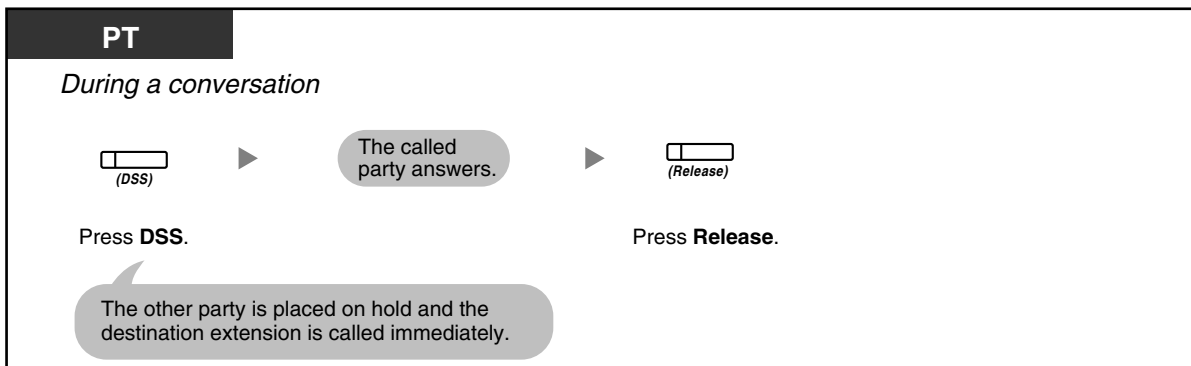 PT
During a conversation
The called
party answers.
(DSS)
(Release)
Press DSS.
Press Release.
The other party is placed on hold and the
destination extension is called immediately.